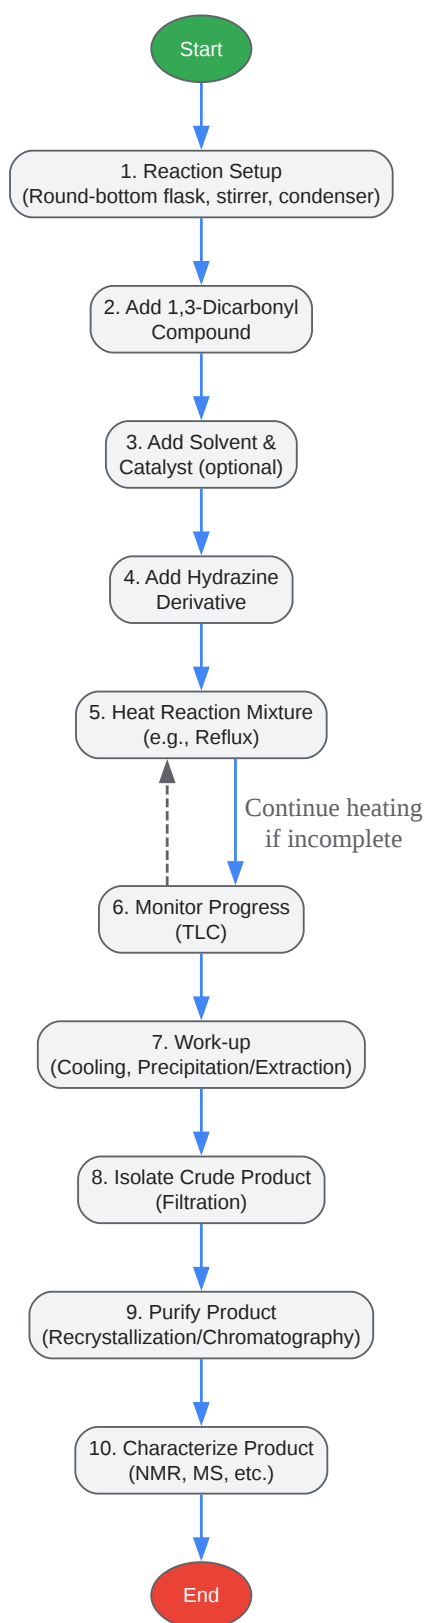 Start
1. Reaction Setup
(Round-bottom flask, stirrer, condenser)
2. Add 1,3-Dicarbonyl
Compound
3. Add Solvent &
Catalyst (optional)
4. Add Hydrazine
Derivative
5. Heat Reaction Mixture
(e.g., Reflux)
Continue heating
if incomplete
6. Monitor Progress
(TLC)
7. Work-up
(Cooling, Precipitation/Extraction)
8. Isolate Crude Product
(Filtration)
9. Purify Product
(Recrystallization/Chromatography)
10. Characterize Product
(NMR, MS, etc.)
End